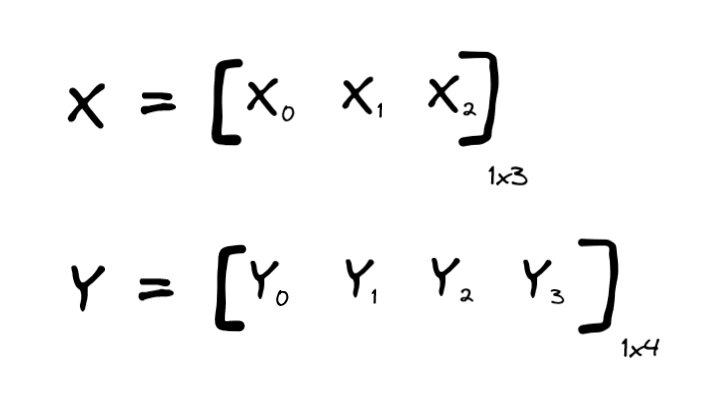 X = [X₀ X₁ X₂]
1x3
Y = [Y₀ Y₁ Y₂ Y₃]
1x4